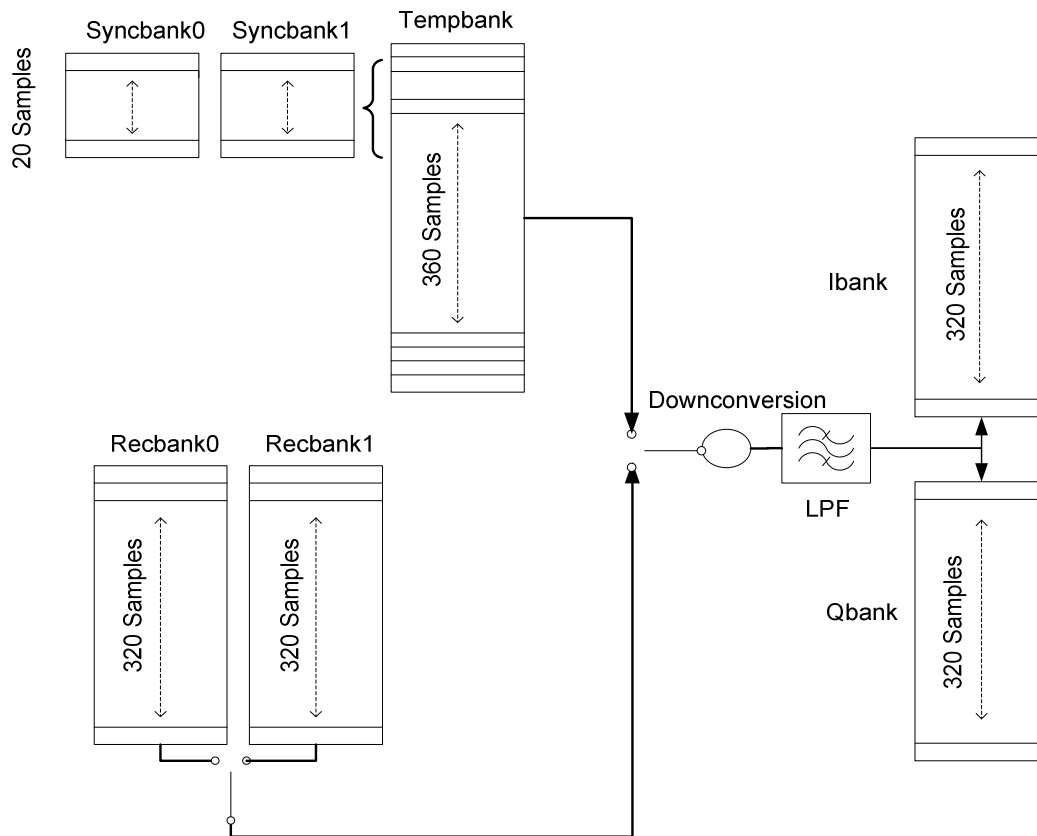 Syncbank0
Syncbank1
Tempbank
20 Samples
360 Samples
Ibank
320 Samples
Downconversion
LPF
Recbank0
Recbank1
320 Samples
320 Samples
Qbank
320 Samples